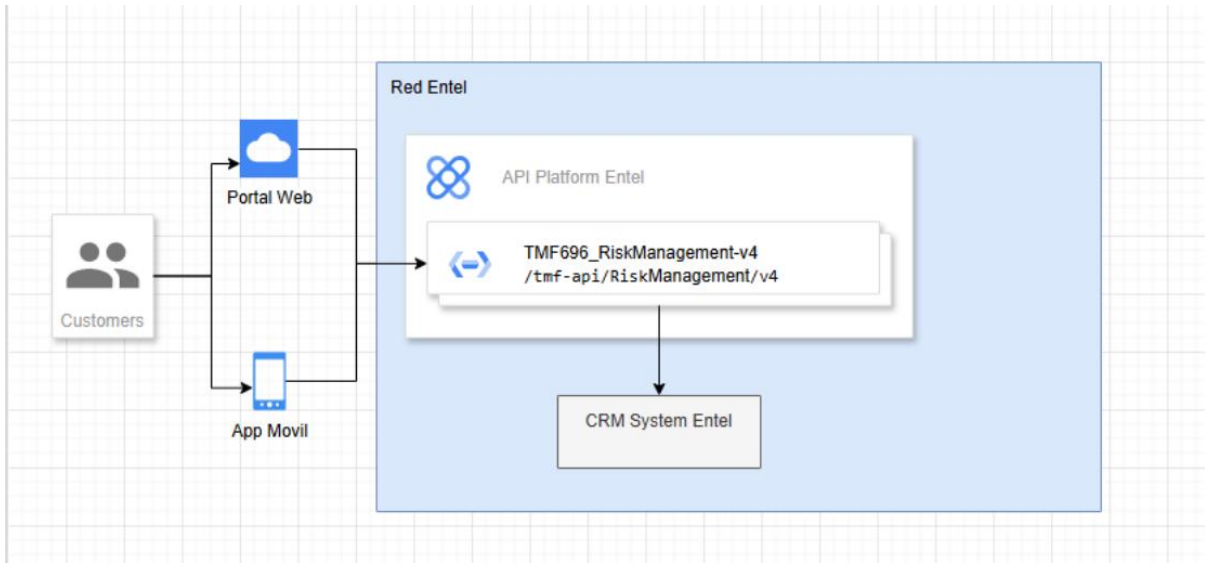 Red Entel
API Platform Entel
Portal Web
TMF696_RiskManagement-v4
/tmf-api/RiskManagement/v4
Customers
CRM System Entel
App Movil